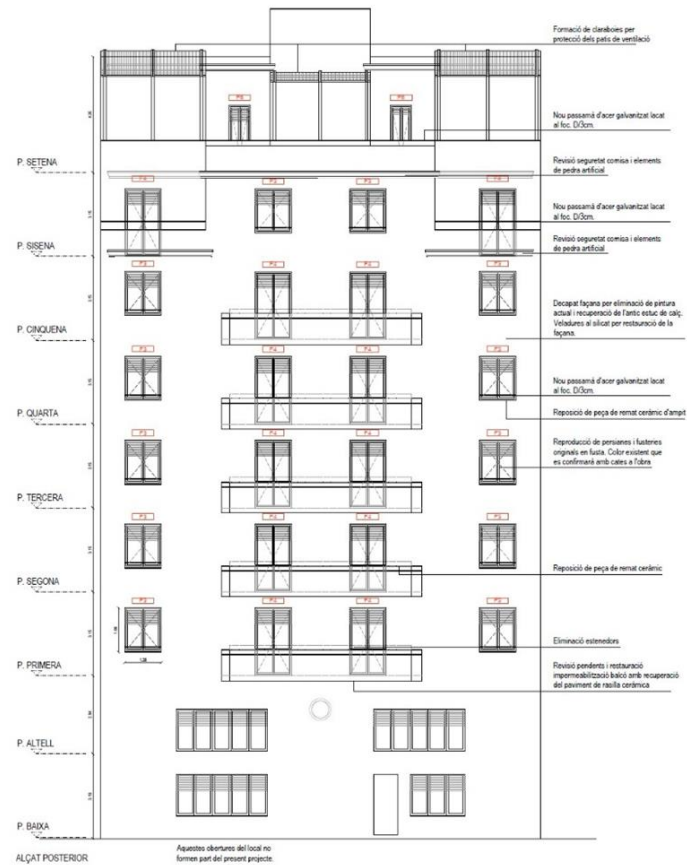 Formació de claraboies per
protecció dels patis de ventilació
Nou passamà d'acer galvanitzat lacat
al foc. D/3cm.
P. SETENA
Revisió seguretat cornisa i elements
de pedra artificial
Nou passamà d'acer galvanitzat lacat
al foc. D/3cm.
P. SISENA
Revisió seguretat cornisa i elements
de pedra artificial
Decapat façana per eliminació de pintura
actual i recuperació de l'antic estuc de calç.
Veladures al silicat per restauració de la
façana.
P. CINQUENA
Nou passamà d'acer galvanitzat lacat
al foc. D/3cm.
P. QUARTA
Reposició de peça de remat ceràmic d'ampit
Reproducció de persianes i fusteries
originals en fusta. Color existent que
es confirmarà amb cates a l'obra
P. TERCERA
Reposició de peça de remat ceràmic
P. SEGONA
Eliminació estenedors
P. PRIMERA
Revisió pendents i restauració
impermeabilització balcó amb recuperació
del paviment de rasilla ceràmica
P. ALTELL
P. BAIXA
ALÇAT POSTERIOR
Aquestes obertures del local no
formen part del present projecte.